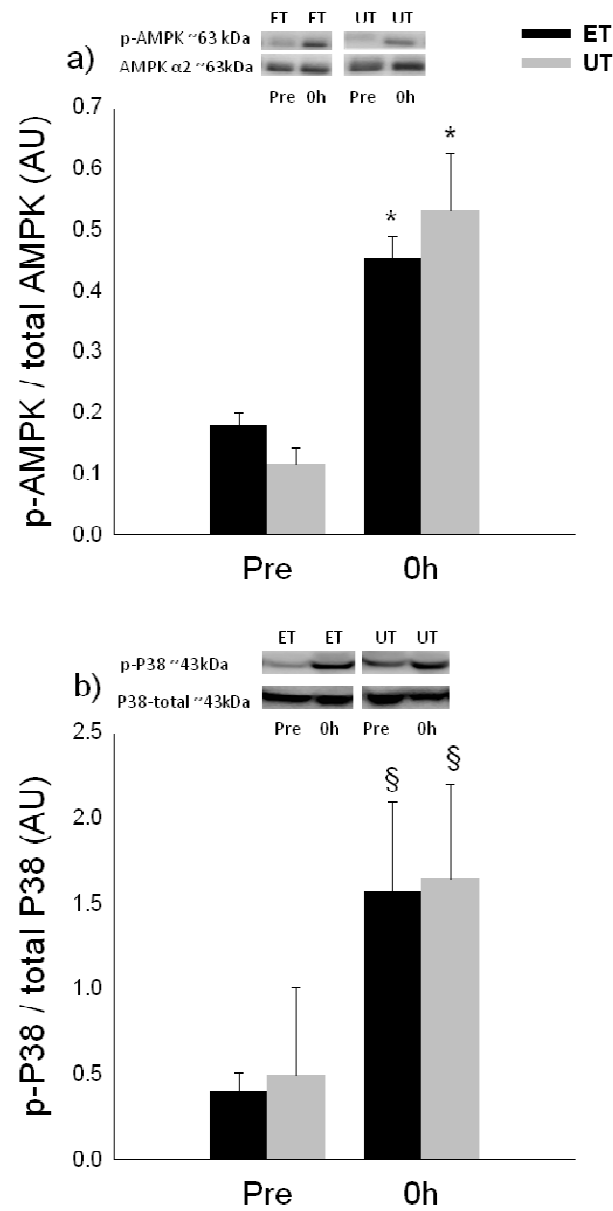 ET ET UT UT
p-AMPK ~63 kDa
AMPK α2 ~63kDa
a)
Pre 0h Pre 0h
ET
UT
p-AMPK / total AMPK (AU)
0.7
0.6
0.5
0.4
0.3
0.2
0.1
0.0
* *
Pre 0h
ET ET UT UT
p-P38 ~43kDa
P38-total ~43kDa
b)
Pre 0h Pre 0h
p-P38 / total P38 (AU)
2.5
2.0
1.5
1.0
0.5
0.0
§ §
Pre 0h